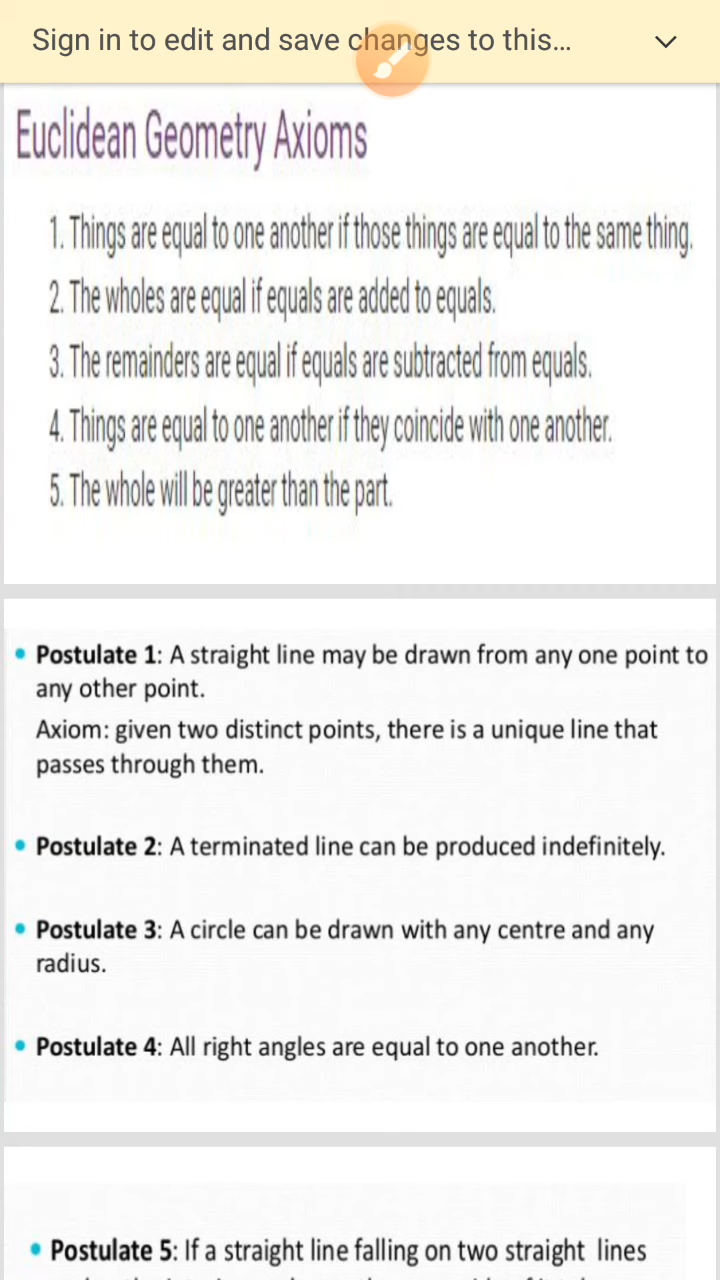 Sign in to edit and save changes to this...
Euclidean Geometry Axioms
1. Things are equal to one another if those things are equal to the same thing.
2. The wholes are equal if equals are added to equals.
3. The remainders are equal if equals are subtracted from equals.
4. Things are equal to one another if they coincide with one another.
5. The whole will be greater than the part.
• Postulate 1: A straight line may be drawn from any one point to
any other point.
Axiom: given two distinct points, there is a unique line that
passes through them.
• Postulate 2: A terminated line can be produced indefinitely.
• Postulate 3: A circle can be drawn with any centre and any
radius.
• Postulate 4: All right angles are equal to one another.
• Postulate 5: If a straight line falling on two straight lines